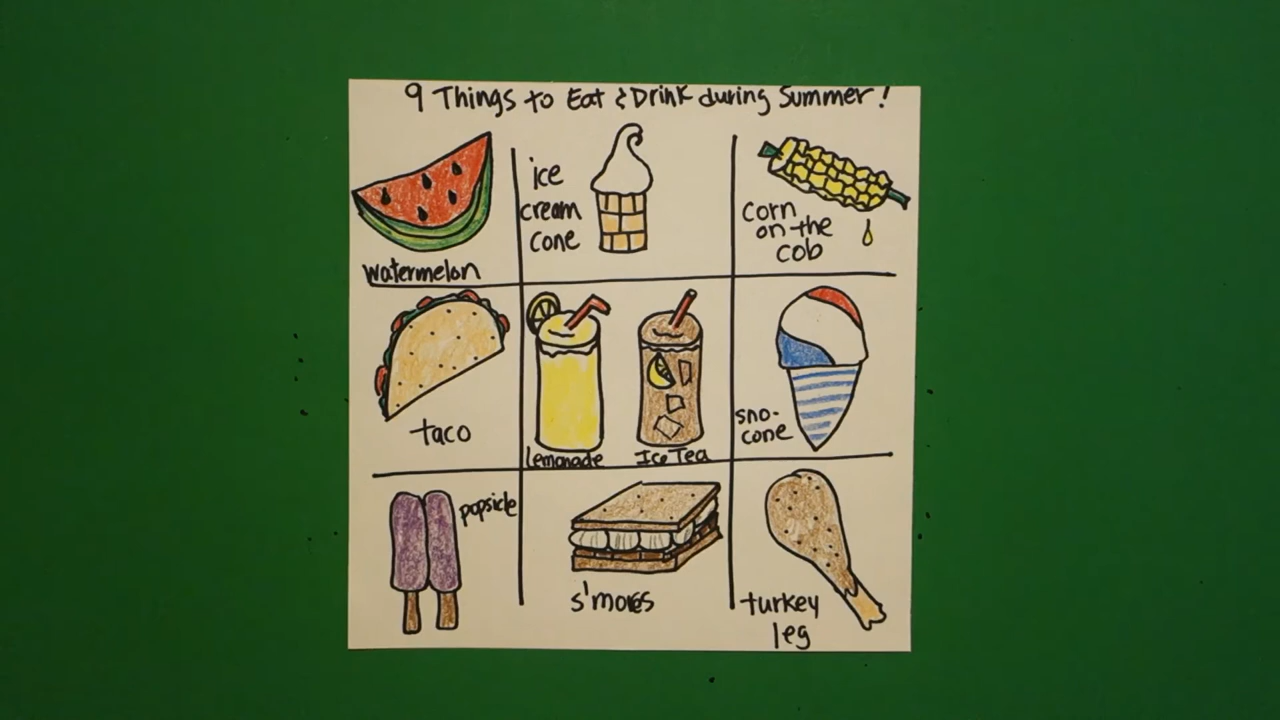 9 Things to Eat & Drink during Summer!
watermelon
ice
cream
cone
corn
on-the
cob
taco
Lemonade
Ice Tea
sno-
cone
popsicle
s'mores
turkey
leg